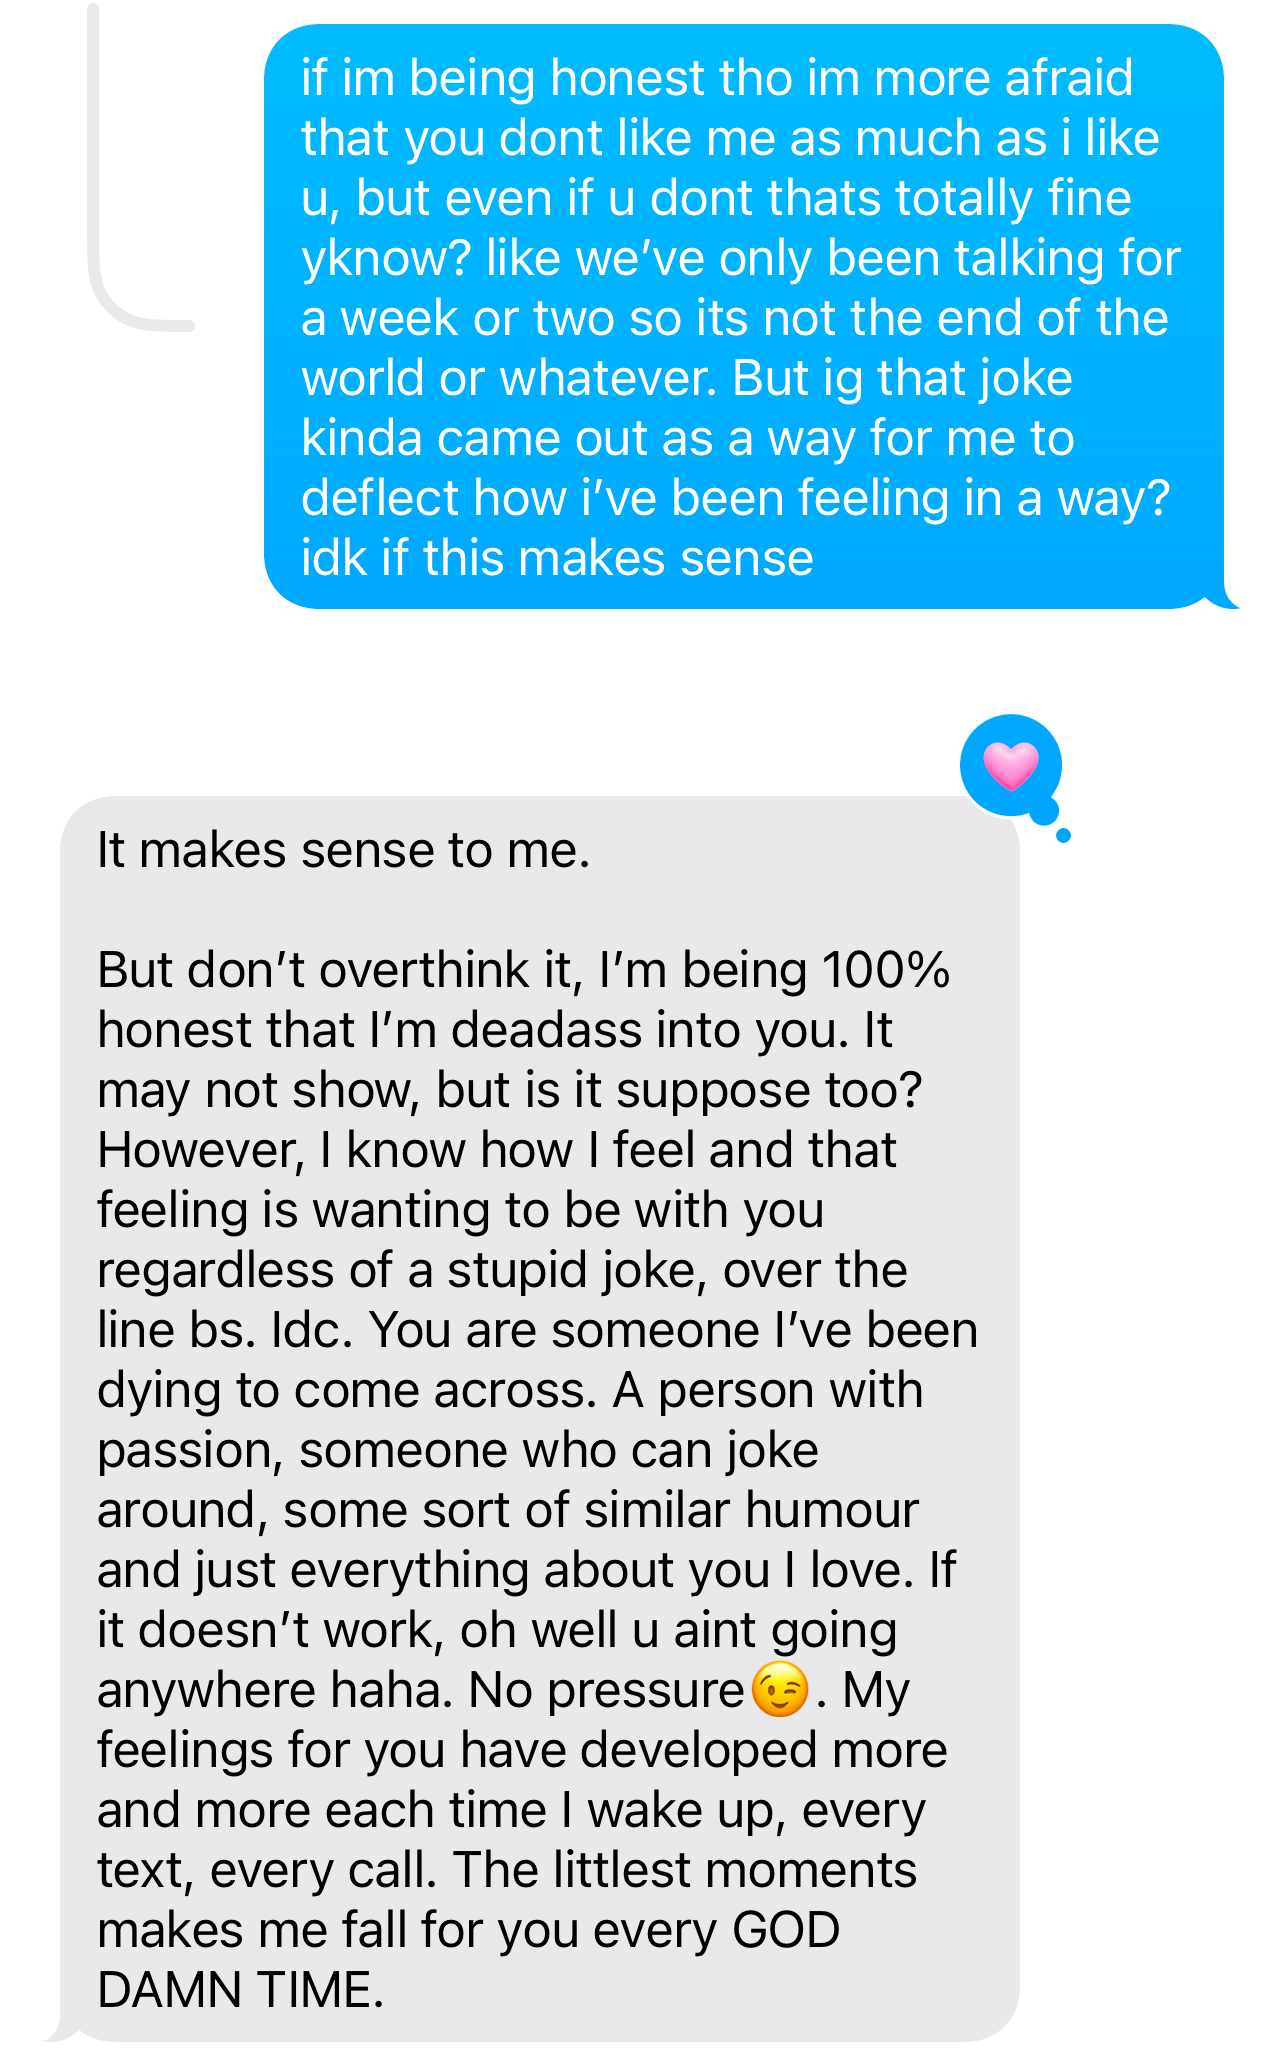 if im being honest tho im more afraid
that you dont like me as much as i like
u, but even if u dont thats totally fine
yknow? like we’ve only been talking for
a week or two so its not the end of the
world or whatever. But ig that joke
kinda came out as a way for me to
deflect how i’ve been feeling in a way?
idk if this makes sense
It makes sense to me.
But don’t overthink it, I’m being 100%
honest that I’m deadass into you. It
may not show, but is it suppose too?
However, I know how I feel and that
feeling is wanting to be with you
regardless of a stupid joke, over the
line bs. Idc. You are someone I’ve been
dying to come across. A person with
passion, someone who can joke
around, some sort of similar humour
and just everything about you I love. If
it doesn’t work, oh well u aint going
anywhere haha. No pressure😉. My
feelings for you have developed more
and more each time I wake up, every
text, every call. The littlest moments
makes me fall for you every GOD
DAMN TIME.